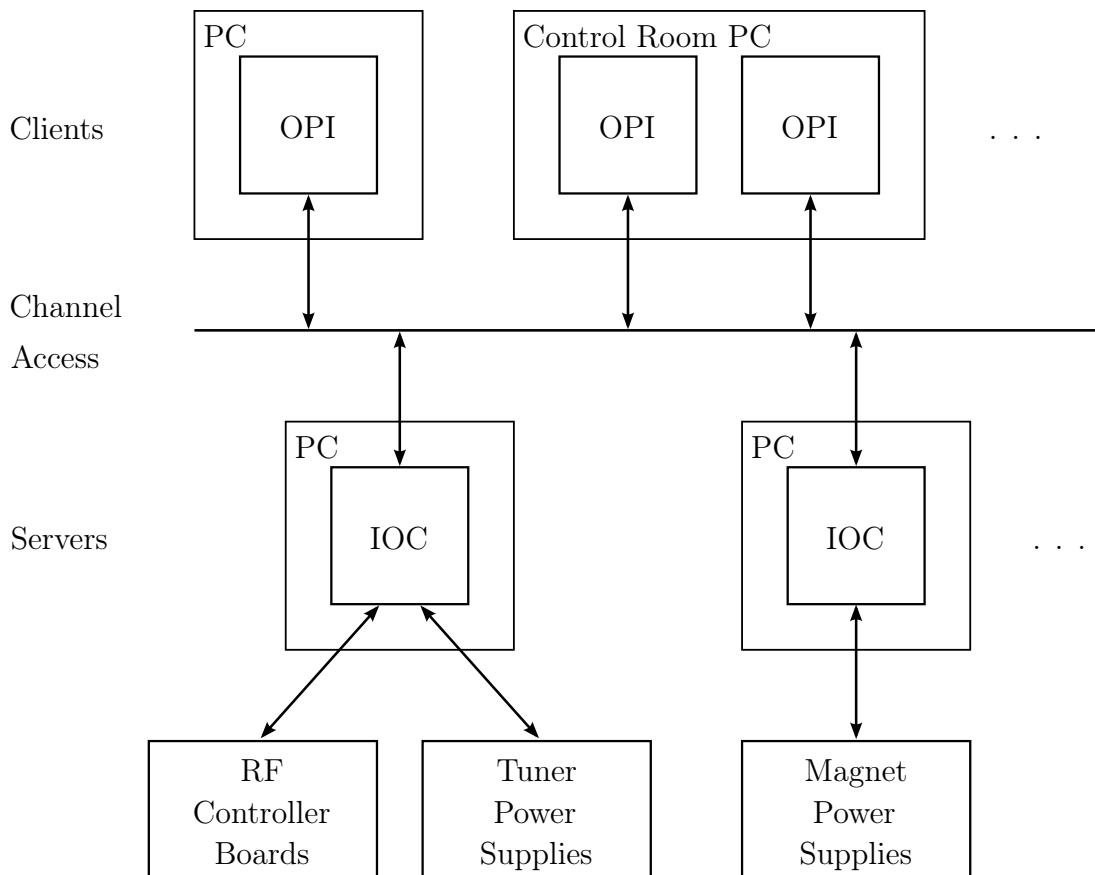 PC
Control Room PC
Clients
OPI
OPI
OPI
. . .
Channel
Access
PC
PC
Servers
IOC
IOC
. . .
RF
Controller
Boards
Tuner
Power
Supplies
Magnet
Power
Supplies